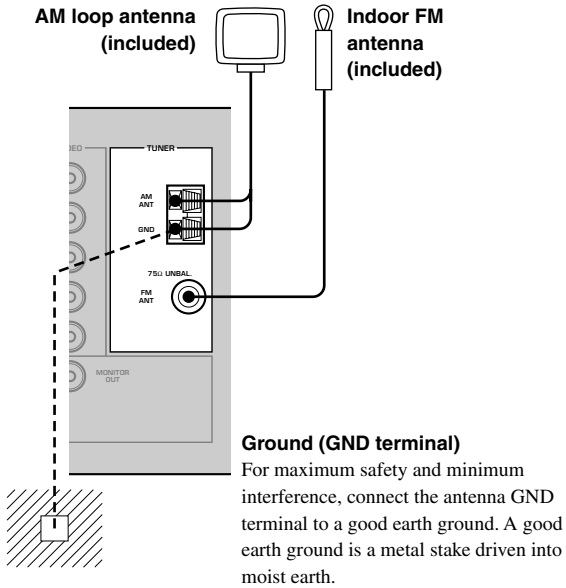 AM loop antenna
(included)
Indoor FM
antenna
(included)
DEO
TUNER
AM
ANT
GND
75Ω UNBAL.
FM
ANT
MONITOR
OUT
Ground (GND terminal)
For maximum safety and minimum
interference, connect the antenna GND
terminal to a good earth ground. A good
earth ground is a metal stake driven into
moist earth.